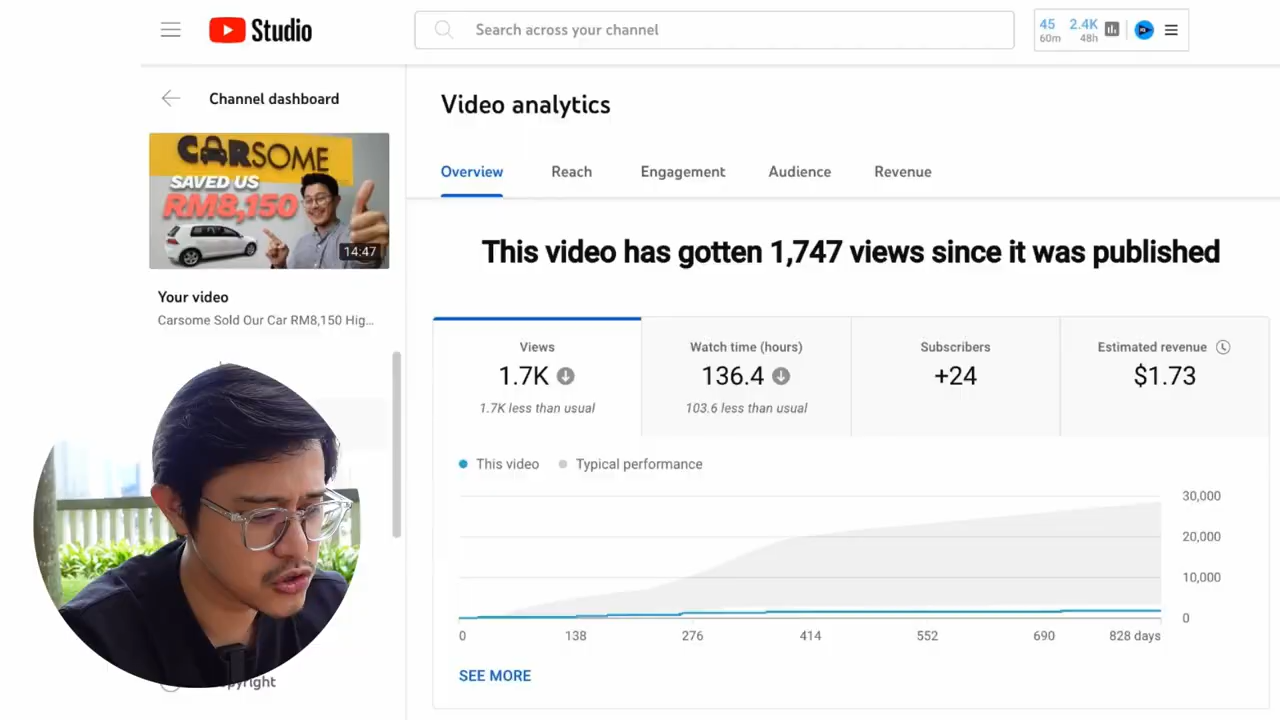 Studio
Search across your channel
45 2.4K
60m 48h
Channel dashboard
CARSOME
SAVED US
RM8,150
14:47
Your video
Carsome Sold Our Car RM8,150 Hig...
Video analytics
Overview Reach Engagement Audience Revenue
This video has gotten 1,747 views since it was published
Views
1.7K
1.7K less than usual
Watch time (hours)
136.4
103.6 less than usual
Subscribers
+24
Estimated revenue
$1.73
This video Typical performance
30,000
20,000
10,000
0
0 138 276 414 552 690 828 days
SEE MORE